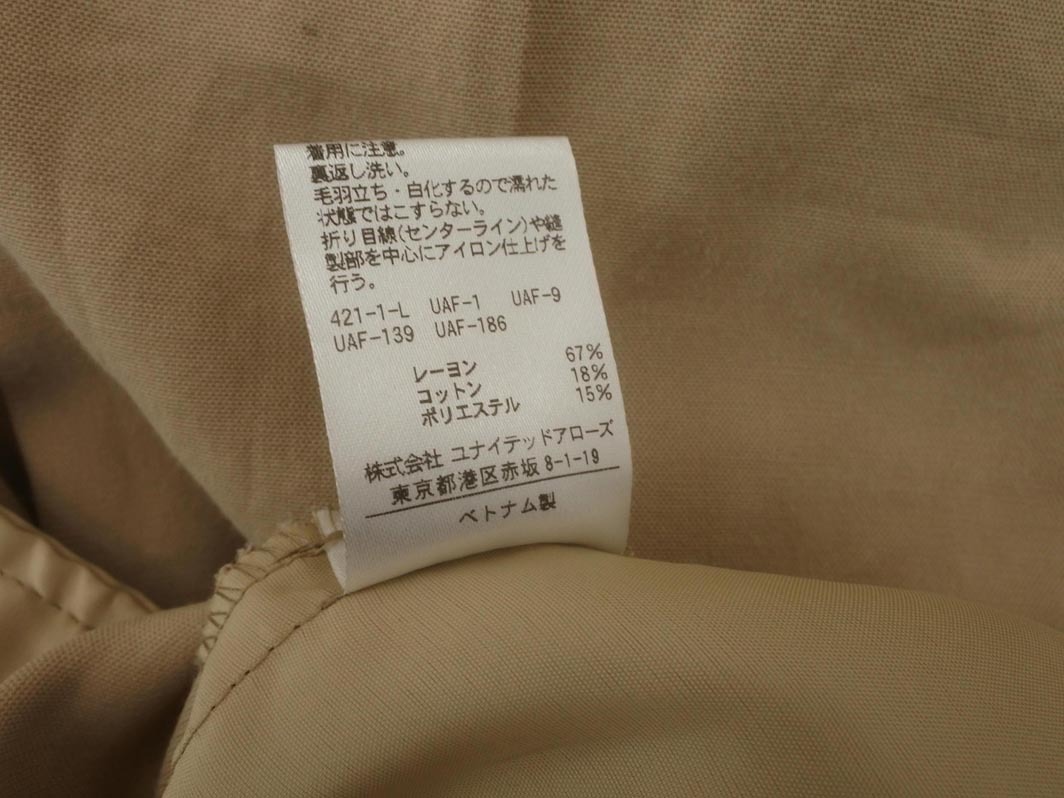 着用に注意。
裏返し洗い。
毛羽立ち・白化するので濡れた
状態ではこすらない。
折り目線(センターライン)や縫
製部を中心にアイロン仕上げを
行う。
421-1-L UAF-1 UAF-9
UAF-139 UAF-186
レーヨン 67%
コットン 18%
ポリエステル 15%
株式会社 ユナイテッドアローズ
東京都港区赤坂 8-1-19
ベトナム製